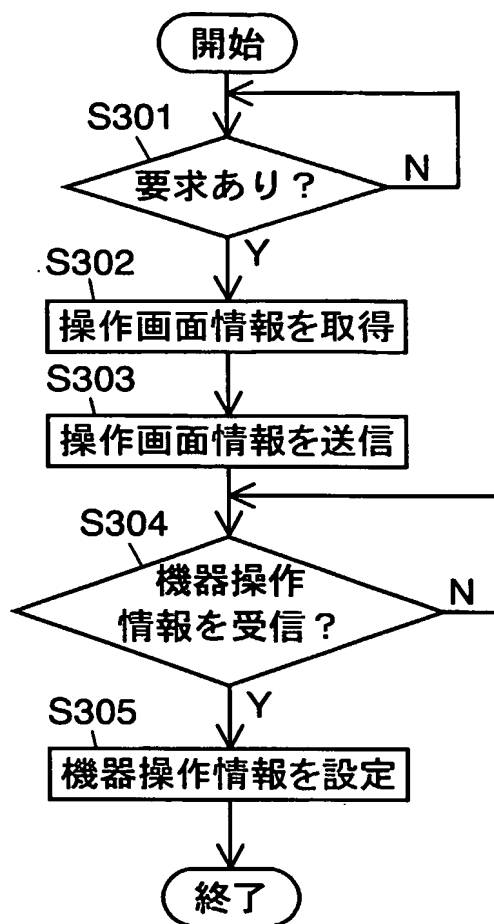 開始
S301
要求あり?
N
Y
S302
操作画面情報を取得
S303
操作画面情報を送信
S304
機器操作
情報を受信?
N
Y
S305
機器操作情報を設定
終了